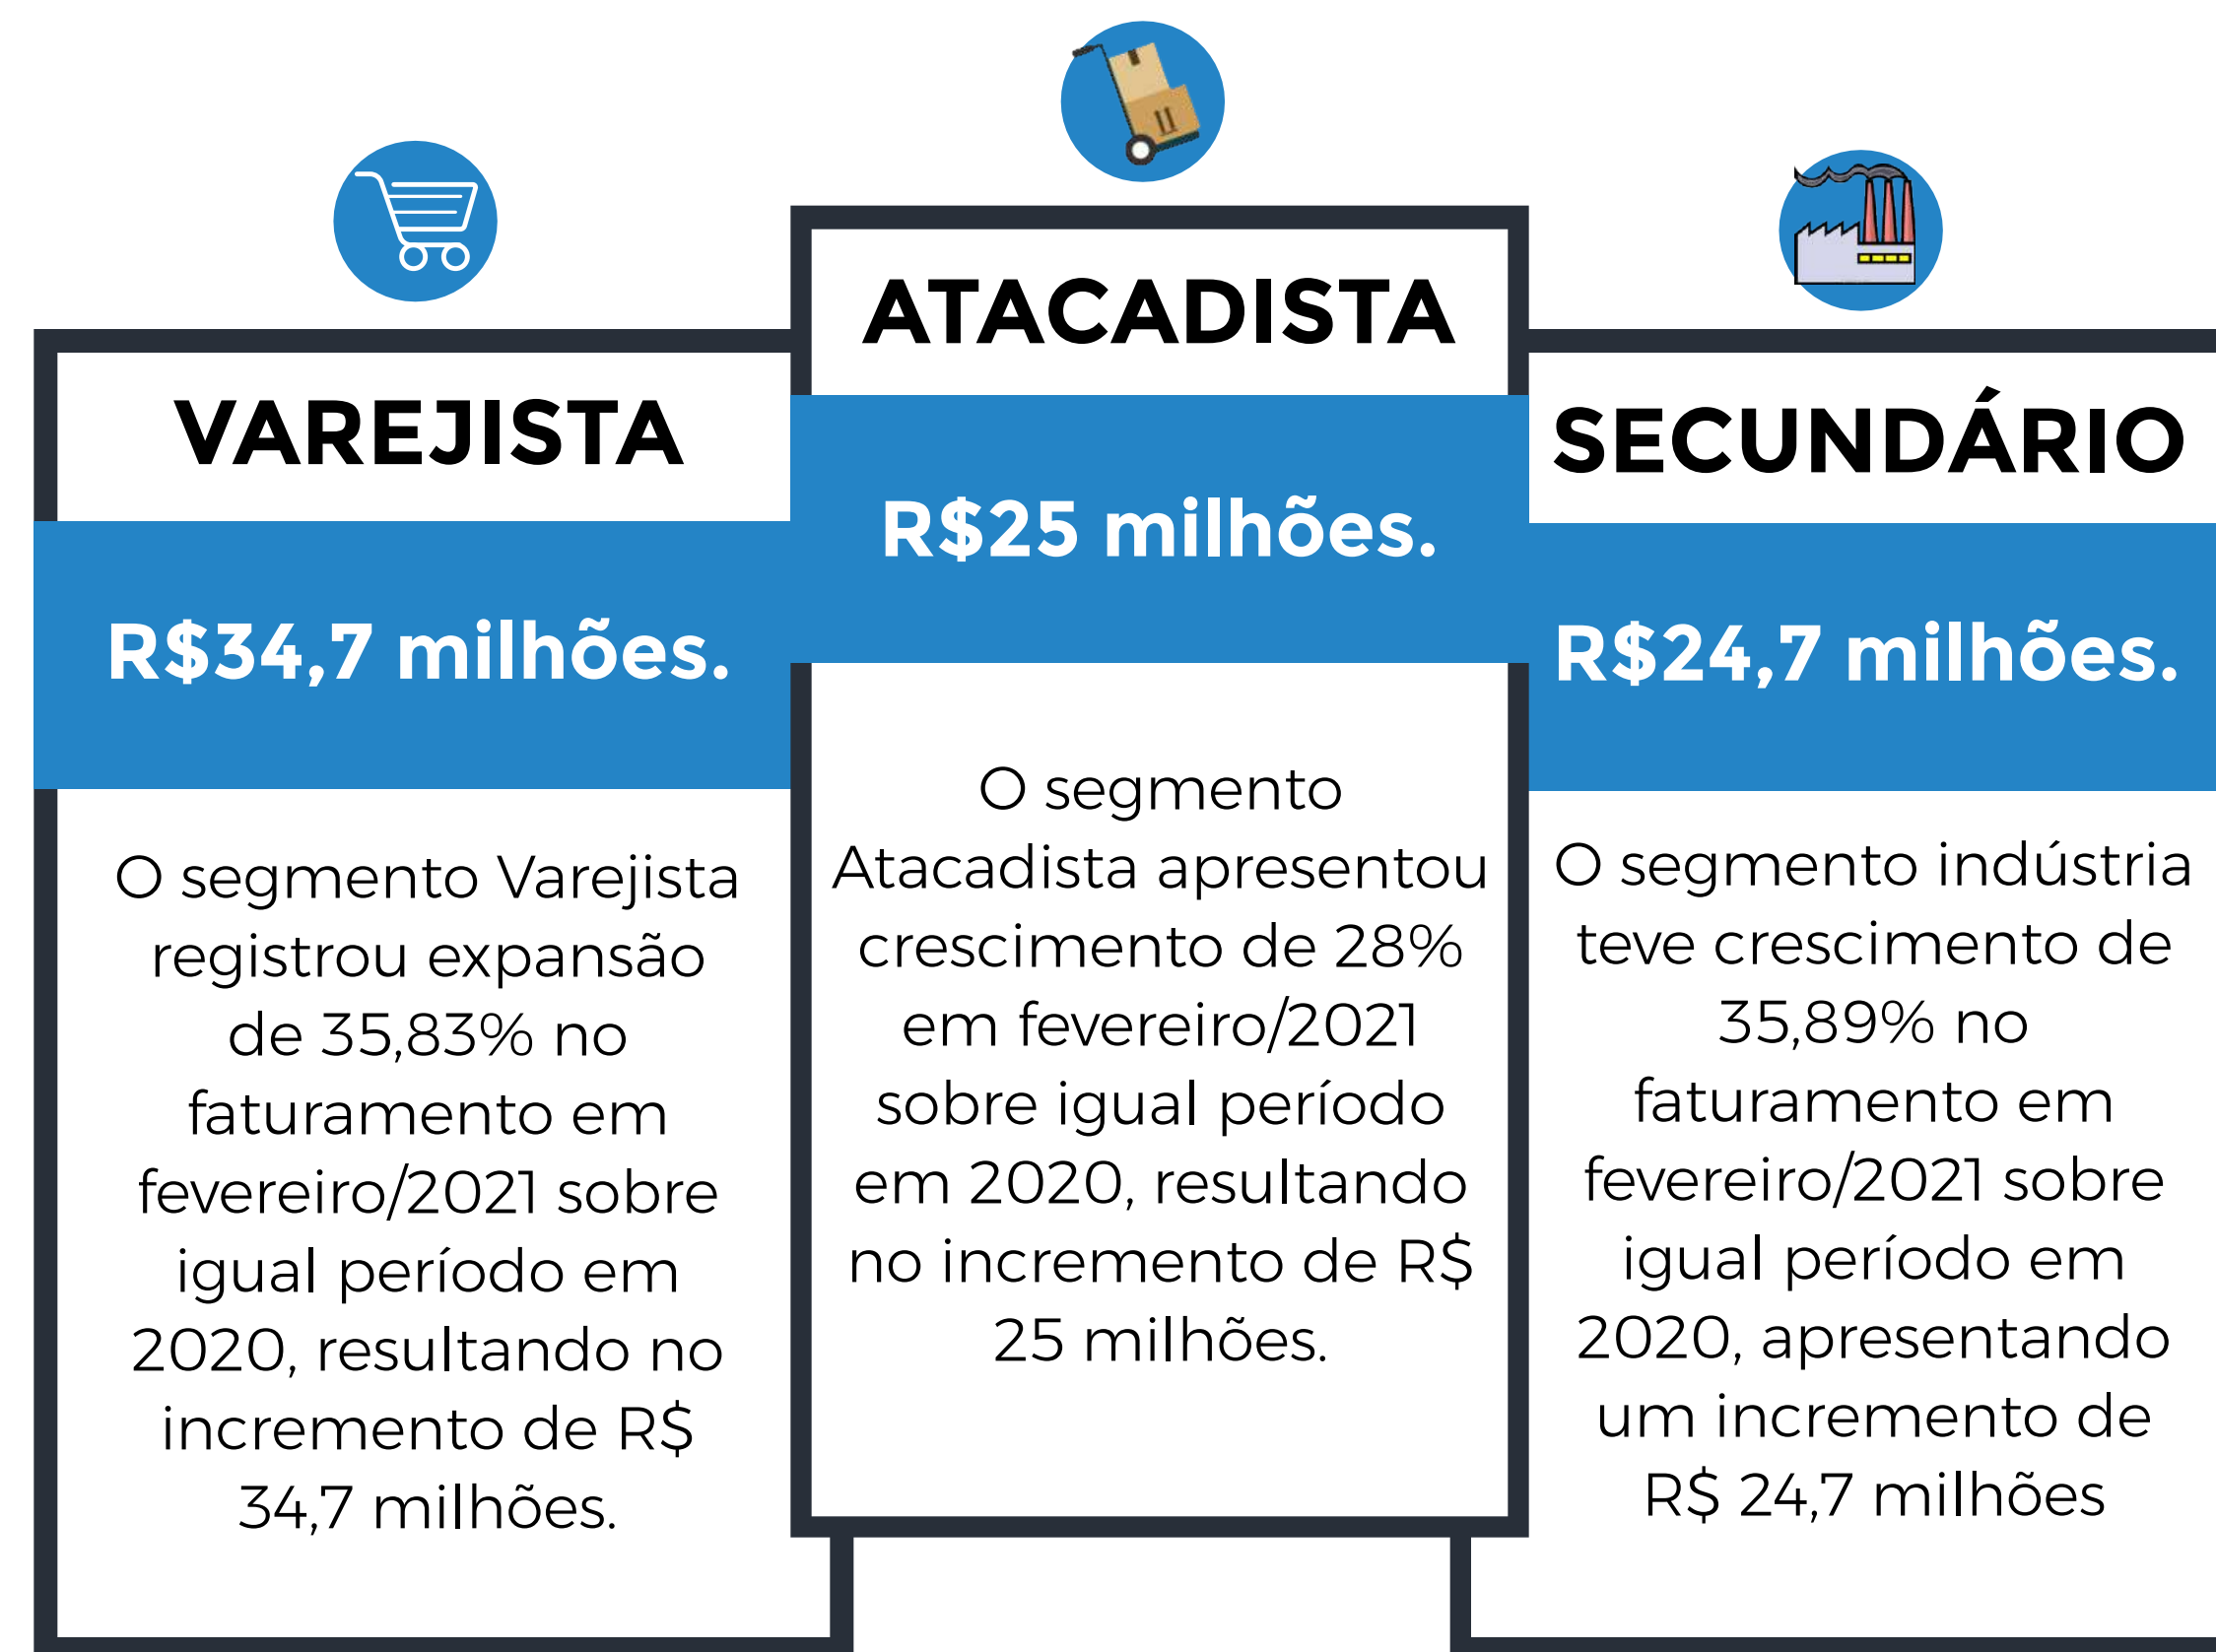 VAREJISTA
R$34,7 milhões.
O segmento Varejista
registrou expansão
de 35,83% no
faturamento em
fevereiro/2021 sobre
igual período em
2020, resultando no
incremento de R$
34,7 milhões.
ATACADISTA
R$25 milhões.
O segmento
Atacadista apresentou
crescimento de 28%
em fevereiro/2021
sobre igual período
em 2020, resultando
no incremento de R$
25 milhões.
SECUNDÁRIO
R$24,7 milhões.
O segmento indústria
teve crescimento de
35,89% no
faturamento em
fevereiro/2021 sobre
igual período em
2020, apresentando
um incremento de
R$ 24,7 milhões